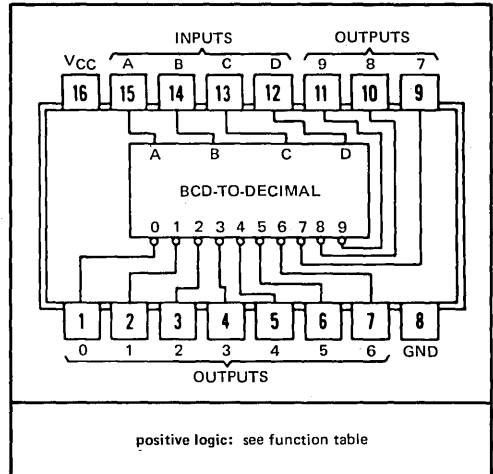 INPUTS OUTPUTS
VCC A B C D 9 8 7
16 15 14 13 12 11 10 9
A B C D
BCD-TO-DECIMAL
0 1 2 3 4 5 6 7 8 9
1 2 3 4 5 6 7 8
0 1 2 3 4 5 6 GND
OUTPUTS
positive logic: see function table